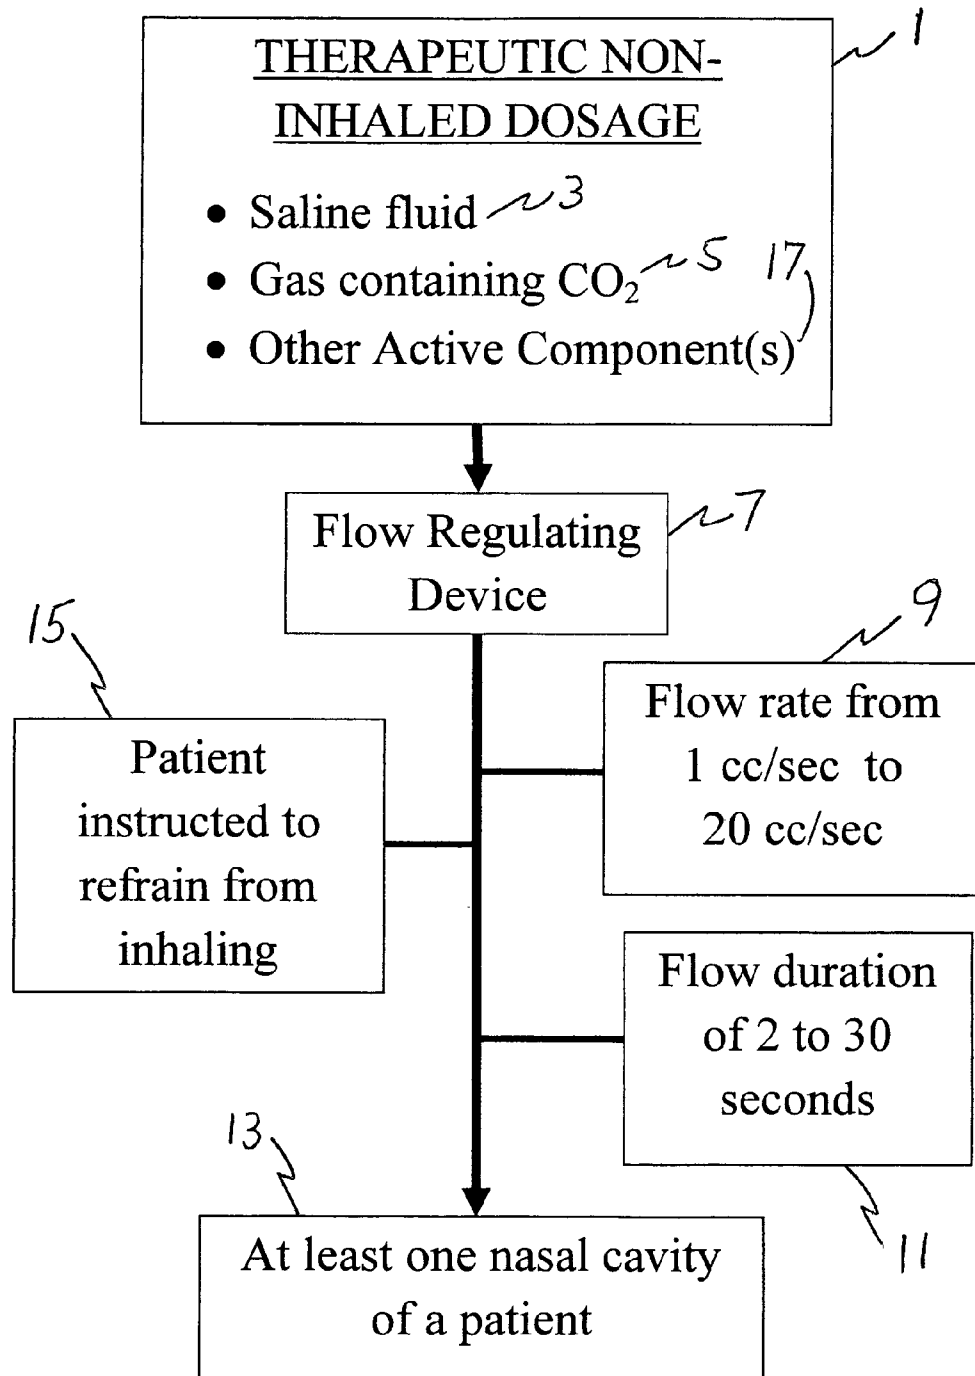 1
THERAPEUTIC NON-
INHALED DOSAGE
• Saline fluid 3
• Gas containing CO₂ 5
17
• Other Active Component(s)
Flow Regulating
Device
7
15
Patient
instructed to
refrain from
inhaling
9
Flow rate from
1 cc/sec to
20 cc/sec
Flow duration
of 2 to 30
seconds
11
13
At least one nasal cavity
of a patient